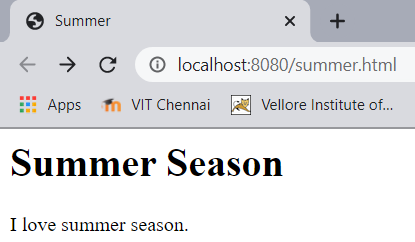 Summer
localhost:8080/summer.html
Apps VIT Chennai Vellore Institute of...
Summer Season
I love summer season.